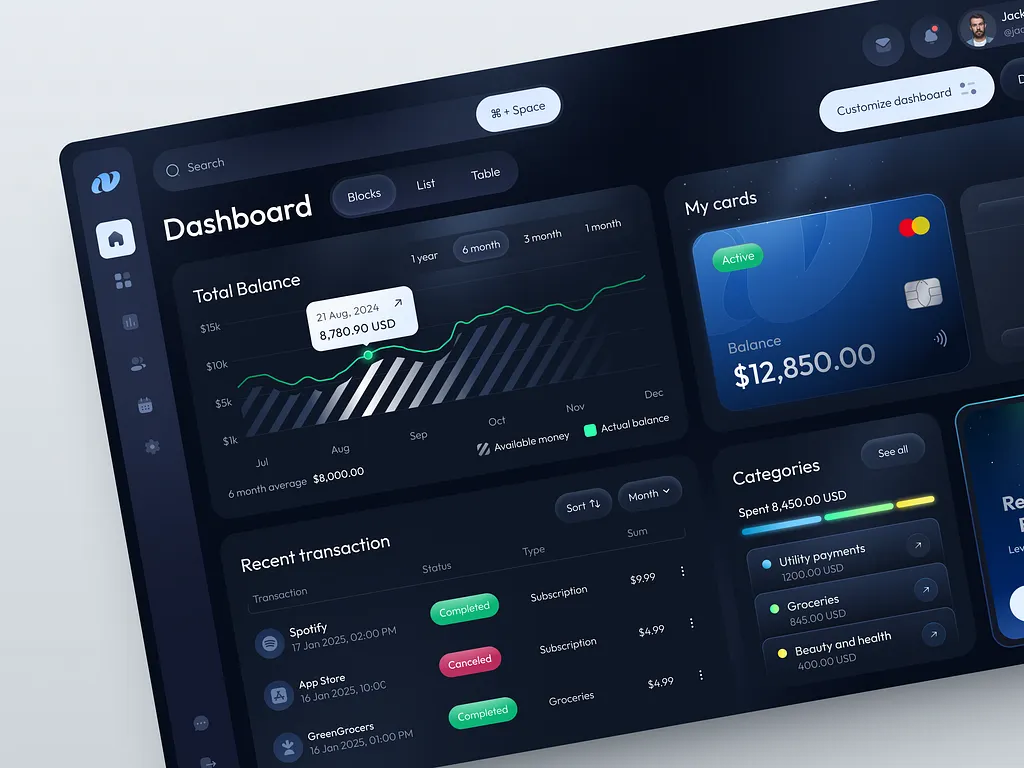 Jack
⌘ + Space
Search
Customize dashboard
Dashboard
Blocks
List
Table
Total Balance
1 year
6 month
3 month
1 month
$15k
$10k
$5k
$1k
21 Aug, 2024
8,780.90 USD
Jul
Aug
Sep
Oct
Nov
Dec
6 month average $8,000.00
Available money
Actual balance
My cards
Active
Balance
$12,850.00
Recent transaction
Sort
Month
Transaction
Status
Type
Sum
Spotify
17 Jan 2025, 02:00 PM
Completed
Subscription
$9.99
App Store
16 Jan 2025, 10:00
Canceled
Subscription
$4.99
GreenGrocers
16 Jan 2025, 01:00 PM
Completed
Groceries
$4.99
Categories
See all
Spent 8,450.00 USD
Utility payments
1200.00 USD
Groceries
845.00 USD
Beauty and health
400.00 USD